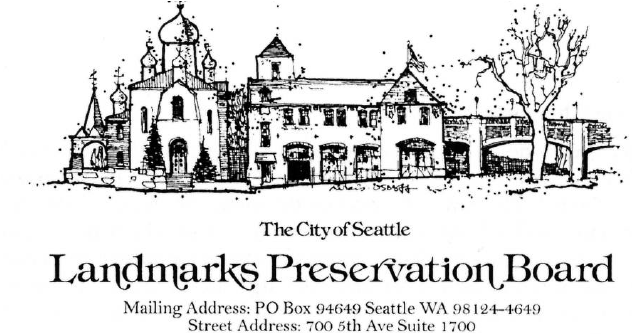 The City of Seattle
Landmarks Preservation Board
Mailing Address: PO Box 94649 Seattle WA 98124-4649
Street Address: 700 5th Ave Suite 1700